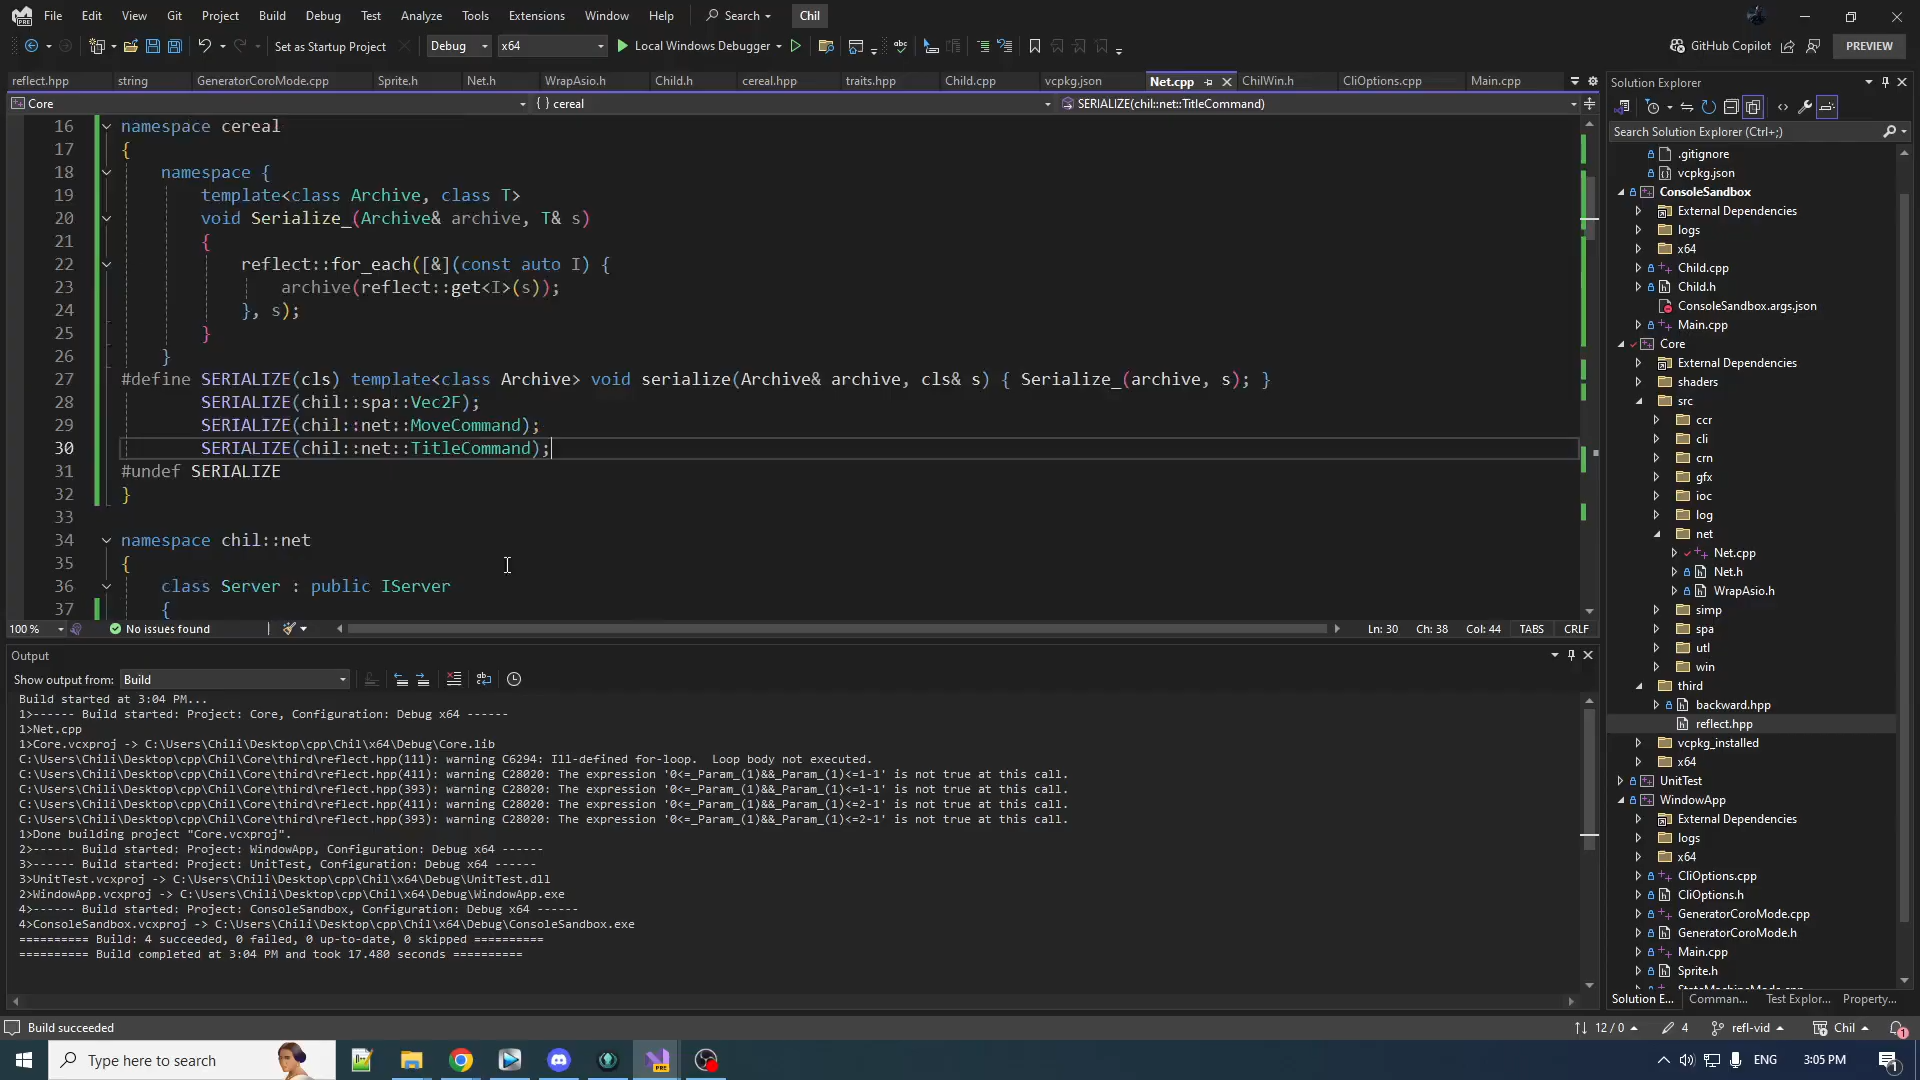 File Edit View Git Project Build Debug Test Analyze Tools Extensions Window Help Search Chil
Set as Startup Project Debug x64 Local Windows Debugger abc GitHub Copilot PREVIEW
reflect.hpp string GeneratorCoroMode.cpp Sprite.h Net.h WrapAsio.h Child.h cereal.hpp traits.hpp Child.cpp vcpkg.json Net.cpp ChilWin.h CliOptions.cpp Main.cpp
Core { } cereal SERIALIZE(chil::net::TitleCommand)
16 namespace cereal
17 {
18 namespace {
19 template<class Archive, class T>
20 void Serialize_(Archive& archive, T& s)
21 {
22 reflect::for_each([&](const auto I) {
23 archive(reflect::get<I>(s));
24 }, s);
25 }
26 }
27 #define SERIALIZE(cls) template<class Archive> void serialize(Archive& archive, cls& s) { Serialize_(archive, s); }
28 SERIALIZE(chil::spa::Vec2F);
29 SERIALIZE(chil::net::MoveCommand);
30 SERIALIZE(chil::net::TitleCommand);
31 #undef SERIALIZE
32 }
33
34 namespace chil::net
35 {
36 class Server : public IServer
37 {
100 % No issues found Ln: 30 Ch: 38 Col: 44 TABS CRLF
Output
Show output from: Build
Build started at 3:04 PM...
1>------ Build started: Project: Core, Configuration: Debug x64 ------
1>Net.cpp
1>Core.vcxproj -> C:\Users\Chili\Desktop\cpp\Chil\x64\Debug\Core.lib
C:\Users\Chili\Desktop\cpp\Chil\Core\third\reflect.hpp(111): warning C6294: Ill-defined for-loop.  Loop body not executed.
C:\Users\Chili\Desktop\cpp\Chil\Core\third\reflect.hpp(411): warning C28020: The expression '0<=_Param_(1)&&_Param_(1)<=1-1' is not true at this call.
C:\Users\Chili\Desktop\cpp\Chil\Core\third\reflect.hpp(393): warning C28020: The expression '0<=_Param_(1)&&_Param_(1)<=1-1' is not true at this call.
C:\Users\Chili\Desktop\cpp\Chil\Core\third\reflect.hpp(411): warning C28020: The expression '0<=_Param_(1)&&_Param_(1)<=2-1' is not true at this call.
C:\Users\Chili\Desktop\cpp\Chil\Core\third\reflect.hpp(393): warning C28020: The expression '0<=_Param_(1)&&_Param_(1)<=2-1' is not true at this call.
1>Done building project "Core.vcxproj".
2>------ Build started: Project: WindowApp, Configuration: Debug x64 ------
3>------ Build started: Project: UnitTest, Configuration: Debug x64 ------
3>UnitTest.vcxproj -> C:\Users\Chili\Desktop\cpp\Chil\x64\Debug\UnitTest.dll
2>WindowApp.vcxproj -> C:\Users\Chili\Desktop\cpp\Chil\x64\Debug\WindowApp.exe
4>------ Build started: Project: ConsoleSandbox, Configuration: Debug x64 ------
4>ConsoleSandbox.vcxproj -> C:\Users\Chili\Desktop\cpp\Chil\x64\Debug\ConsoleSandbox.exe
========== Build: 4 succeeded, 0 failed, 0 up-to-date, 0 skipped ==========
========== Build completed at 3:04 PM and took 17.480 seconds ==========
Solution Explorer
Search Solution Explorer (Ctrl+;)
.gitignore
vcpkg.json
ConsoleSandbox
External Dependencies
logs
x64
Child.cpp
Child.h
ConsoleSandbox.args.json
Main.cpp
Core
External Dependencies
shaders
src
ccr
cli
crn
gfx
ioc
log
net
Net.cpp
Net.h
WrapAsio.h
simp
spa
utl
win
third
backward.hpp
reflect.hpp
vcpkg_installed
x64
UnitTest
WindowApp
External Dependencies
logs
x64
CliOptions.cpp
CliOptions.h
GeneratorCoroMode.cpp
GeneratorCoroMode.h
Main.cpp
Sprite.h
Solution E... Comman... Test Explor... Property...
Build succeeded 12 / 0 4 refl-vid Chil 1
Type here to search PRE ENG 3:05 PM 1